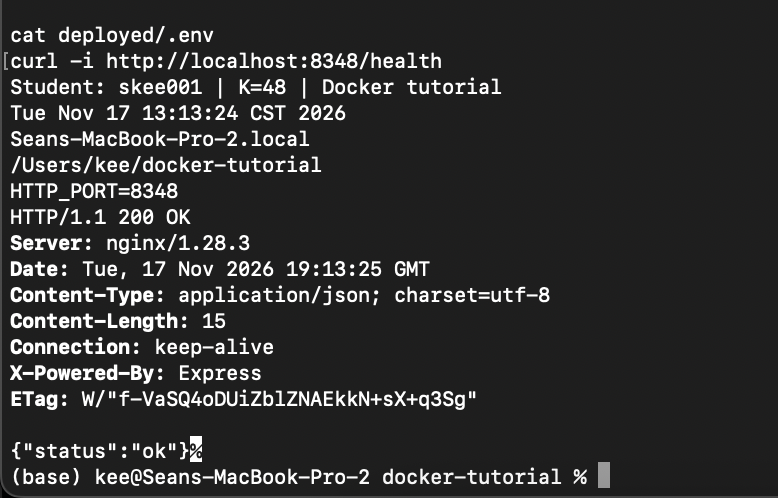 cat deployed/.env
[curl -i http://localhost:8348/health
Student: skee001 | K=48 | Docker tutorial
Tue Nov 17 13:13:24 CST 2026
Seans-MacBook-Pro-2.local
/Users/kee/docker-tutorial
HTTP_PORT=8348
HTTP/1.1 200 OK
Server: nginx/1.28.3
Date: Tue, 17 Nov 2026 19:13:25 GMT
Content-Type: application/json; charset=utf-8
Content-Length: 15
Connection: keep-alive
X-Powered-By: Express
ETag: W/"f-VaSQ4oDUiZblZNAEkkN+sX+q3Sg"
{"status":"ok"}%
(base) kee@Seans-MacBook-Pro-2 docker-tutorial %